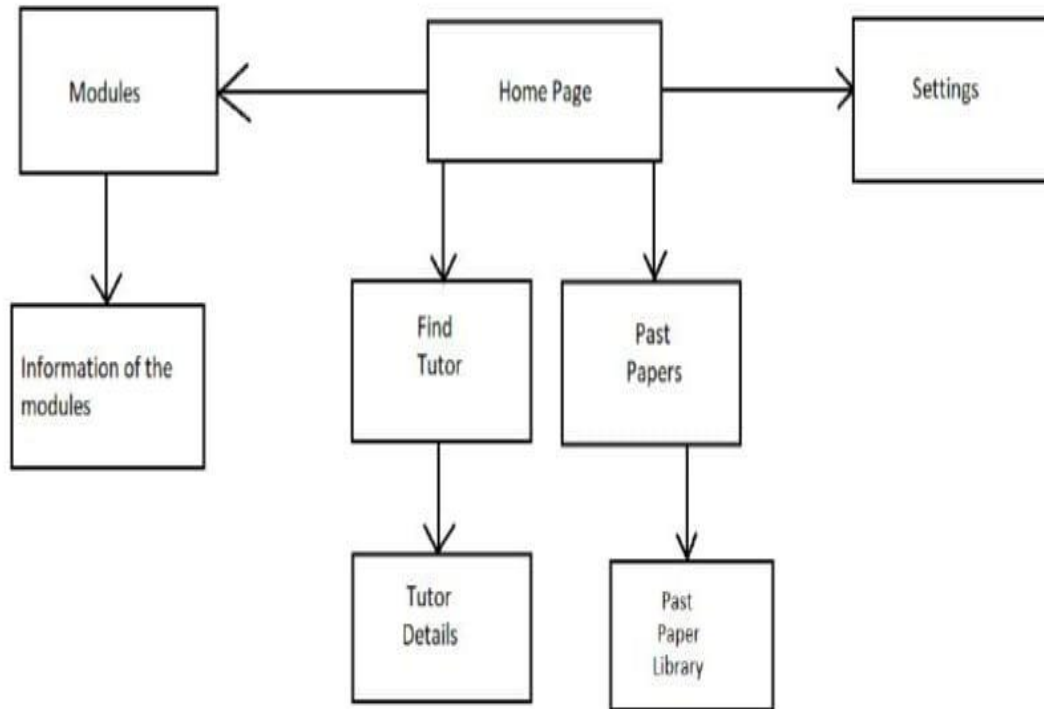 Modules
Home Page
Settings
Information of the
modules
Find
Tutor
Past
Papers
Tutor
Details
Past
Paper
Library